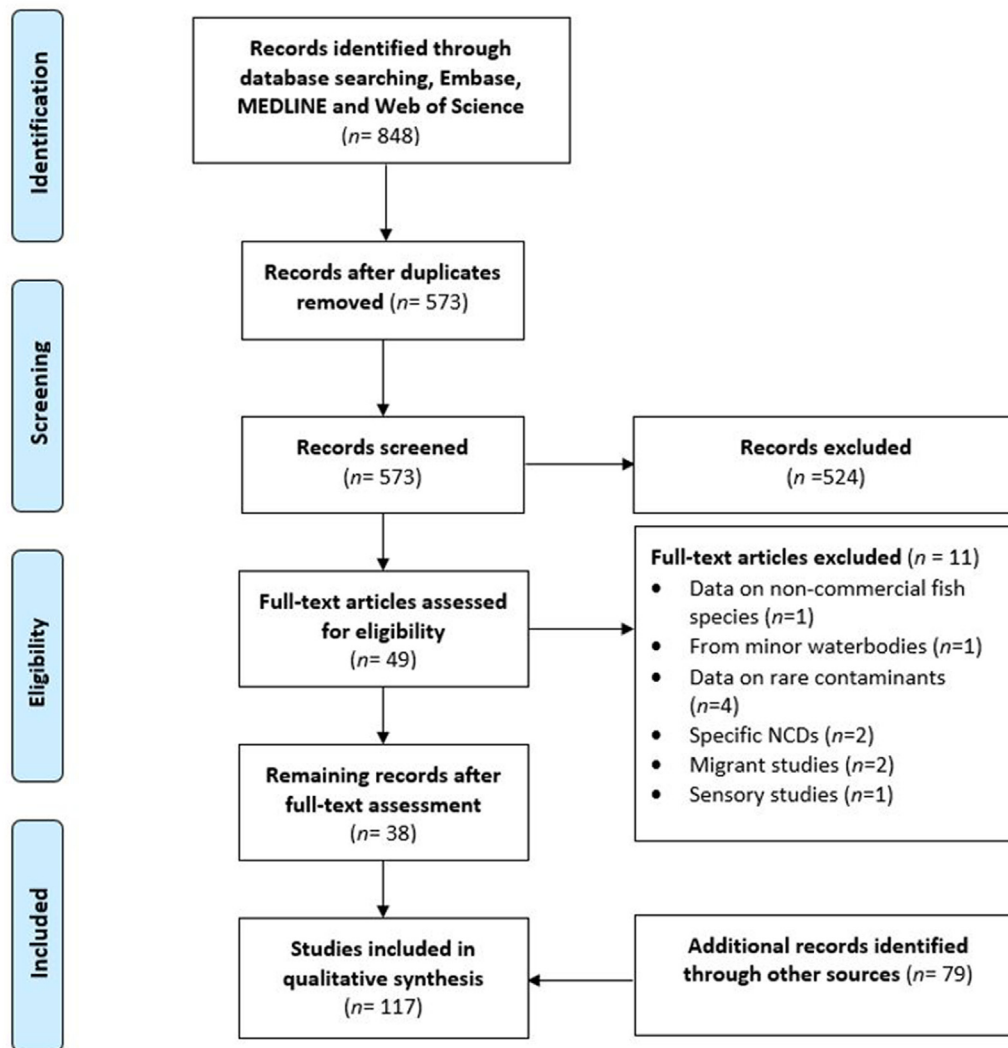 Identification
Records identified through
database searching, Embase,
MEDLINE and Web of Science
(n= 848)
Records after duplicates
removed (n= 573)
Screening
Records screened
(n= 573)
Records excluded
(n =524)
Eligibility
Full-text articles assessed
for eligibility
(n= 49)
Full-text articles excluded (n = 11)
• Data on non-commercial fish
species (n=1)
• From minor waterbodies (n=1)
• Data on rare contaminants
(n=4)
• Specific NCDs (n=2)
• Migrant studies (n=2)
• Sensory studies (n=1)
Remaining records after
full-text assessment
(n= 38)
Included
Studies included in
qualitative synthesis
(n= 117)
Additional records identified
through other sources (n= 79)